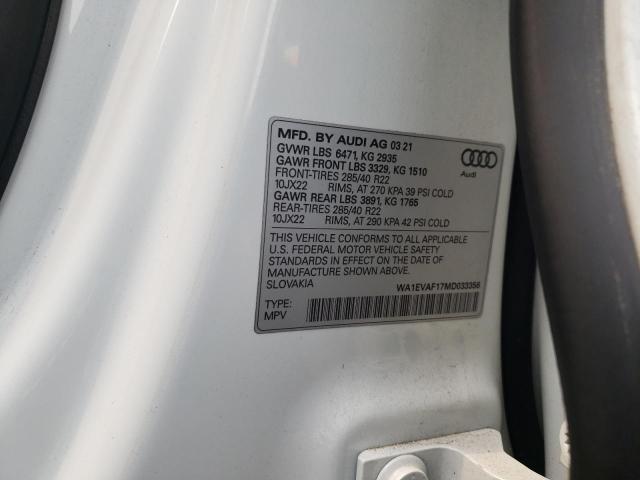 MFD. BY AUDI AG 03 21
GVWR LBS 6471, KG 2935
GAWR FRONT LBS 3329, KG 1510
FRONT-TIRES 285/40 R22
10JX22 RIMS, AT 270 KPA 39 PSI COLD
GAWR REAR LBS 3891, KG 1765
REAR-TIRES 285/40 R22
10JX22 RIMS, AT 290 KPA 42 PSI COLD
Audi
THIS VEHICLE CONFORMS TO ALL APPLICABLE
U.S. FEDERAL MOTOR VEHICLE SAFETY
STANDARDS IN EFFECT ON THE DATE OF
MANUFACTURE SHOWN ABOVE.
SLOVAKIA
WA1EVAF17MD033358
TYPE:
MPV